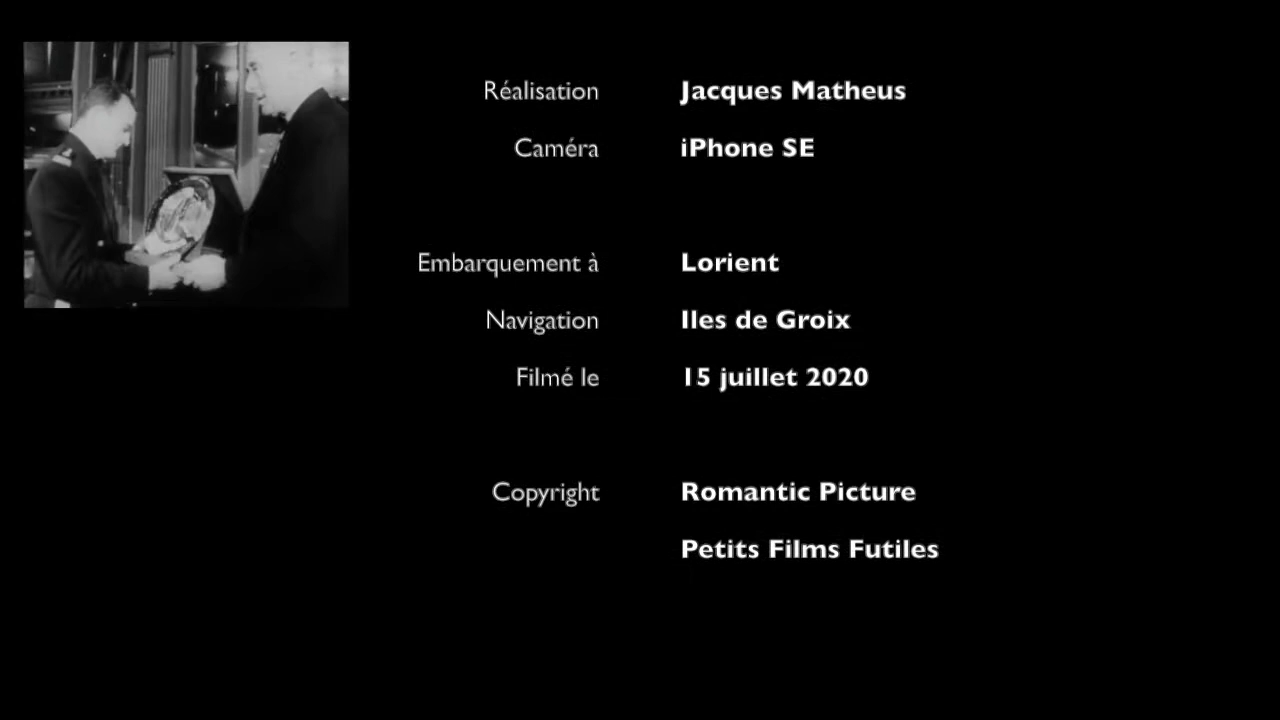 Réalisation Jacques Matheus
Caméra iPhone SE
Embarquement à Lorient
Navigation Iles de Groix
Filmé le 15 juillet 2020
Copyright Romantic Picture
Petits Films Futiles